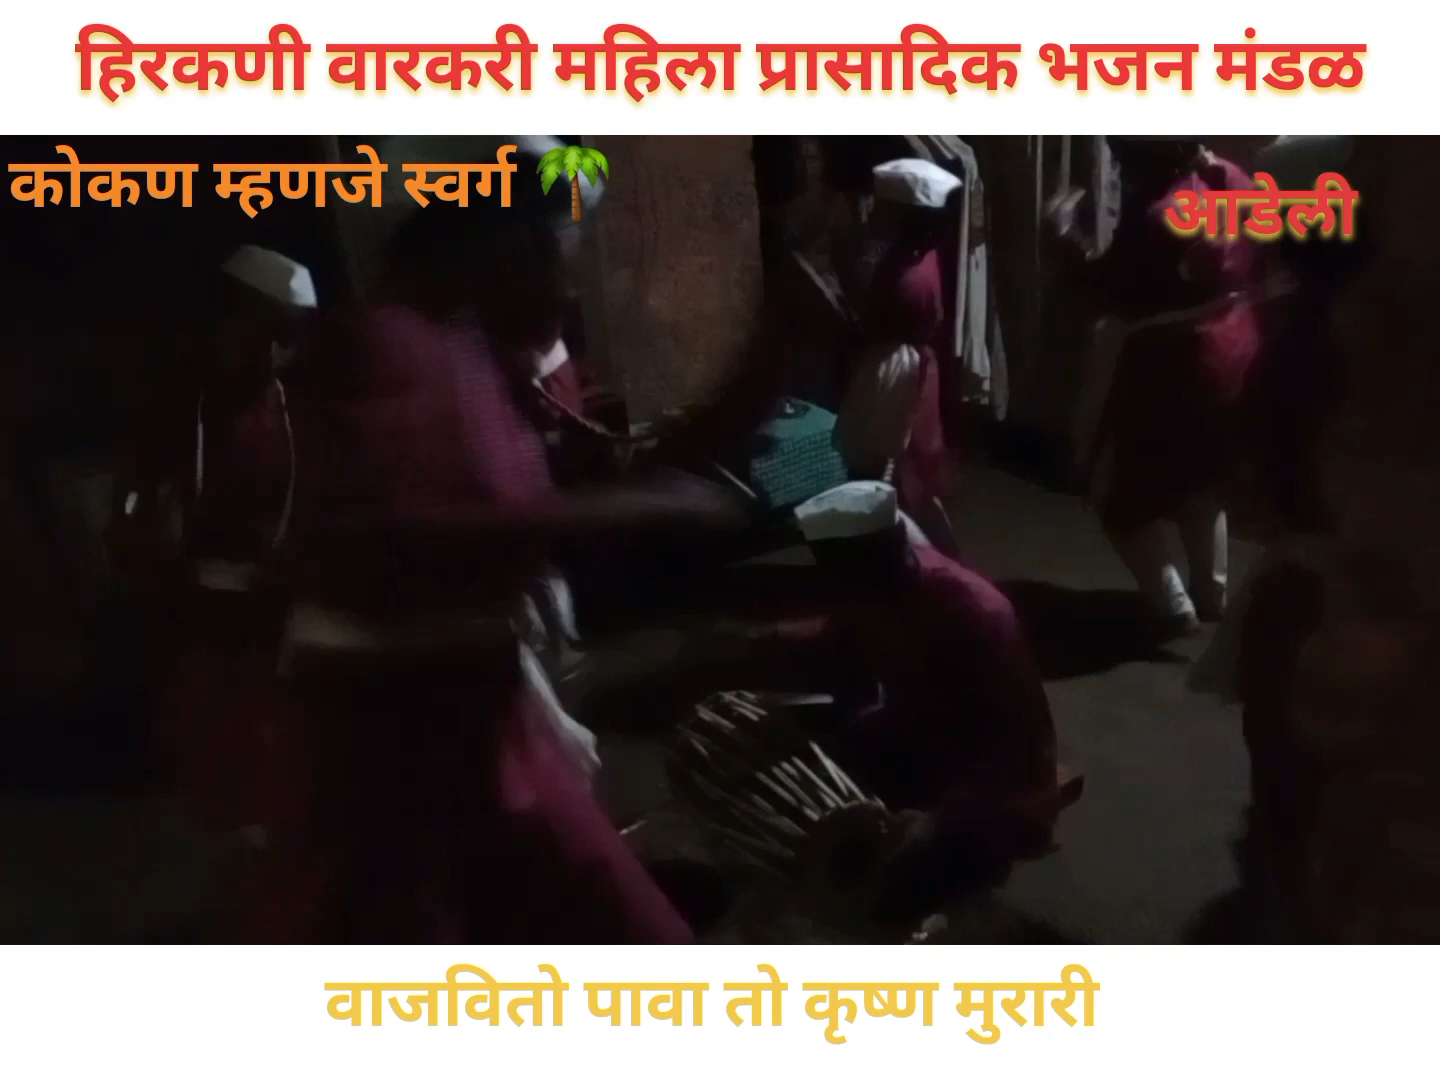 हिरकणी वारकरी महिला प्रासादिक भजन मंडळ
कोकण म्हणजे स्वर्ग 🌴
आडेली
वाजवितो पावा तो कृष्ण मुरारी